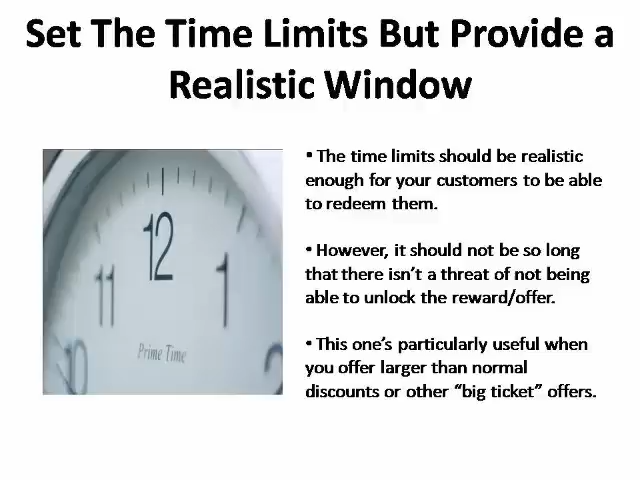 Set The Time Limits But Provide a
Realistic Window
• The time limits should be realistic
enough for your customers to be able
to redeem them.
• However, it should not be so long
that there isn't a threat of not being
able to unlock the reward/offer.
• This one's particularly useful when
you offer larger than normal
discounts or other “big ticket” offers.
12
11
1
Prime Time
10
2